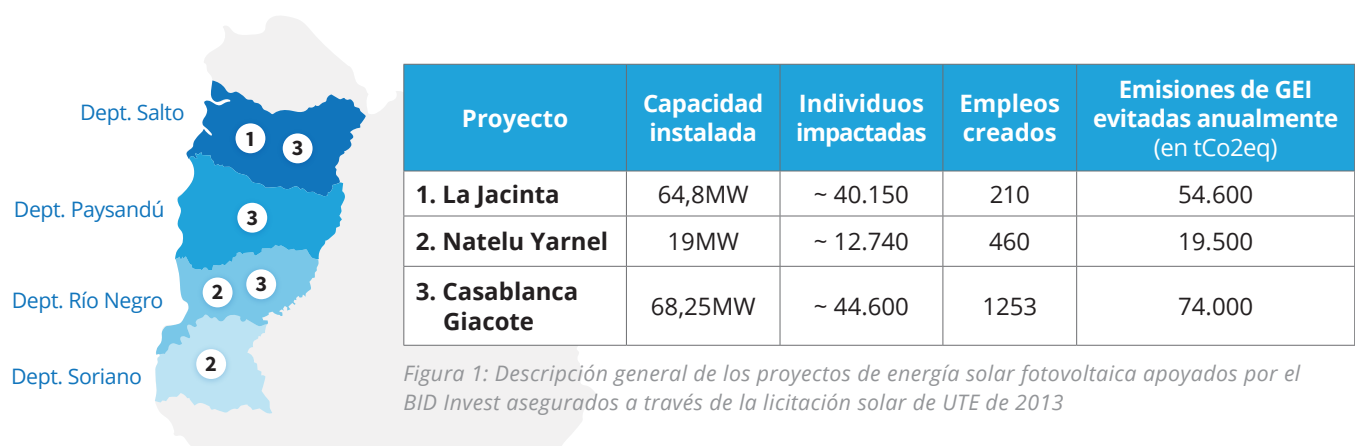 Dept. Salto
1
3
Dept. Paysandú
3
Dept. Río Negro
2
3
Dept. Soriano
2
Proyecto
Capacidad
instalada
Individuos
impactadas
Empleos
creados
Emisiones de GEI
evitadas anualmente
(en tCo2eq)
1. La Jacinta
64,8MW
~ 40.150
210
54.600
2. Natelu Yarnel
19MW
~ 12.740
460
19.500
3. Casablanca
Giacote
68,25MW
~ 44.600
1253
74.000
Figura 1: Descripción general de los proyectos de energía solar fotovoltaica apoyados por el
BID Invest asegurados a través de la licitación solar de UTE de 2013